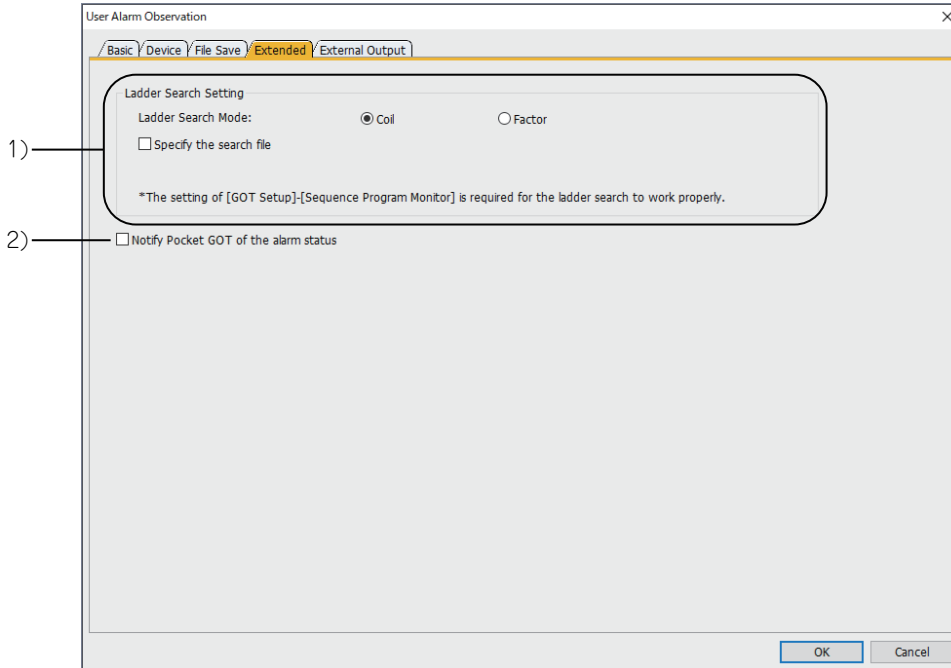 User Alarm Observation
Basic Device File Save Extended External Output
Ladder Search Setting
Ladder Search Mode: Coil Factor
1)
Specify the search file
*The setting of [GOT Setup]-[Sequence Program Monitor] is required for the ladder search to work properly.
2)
Notify Pocket GOT of the alarm status
OK Cancel